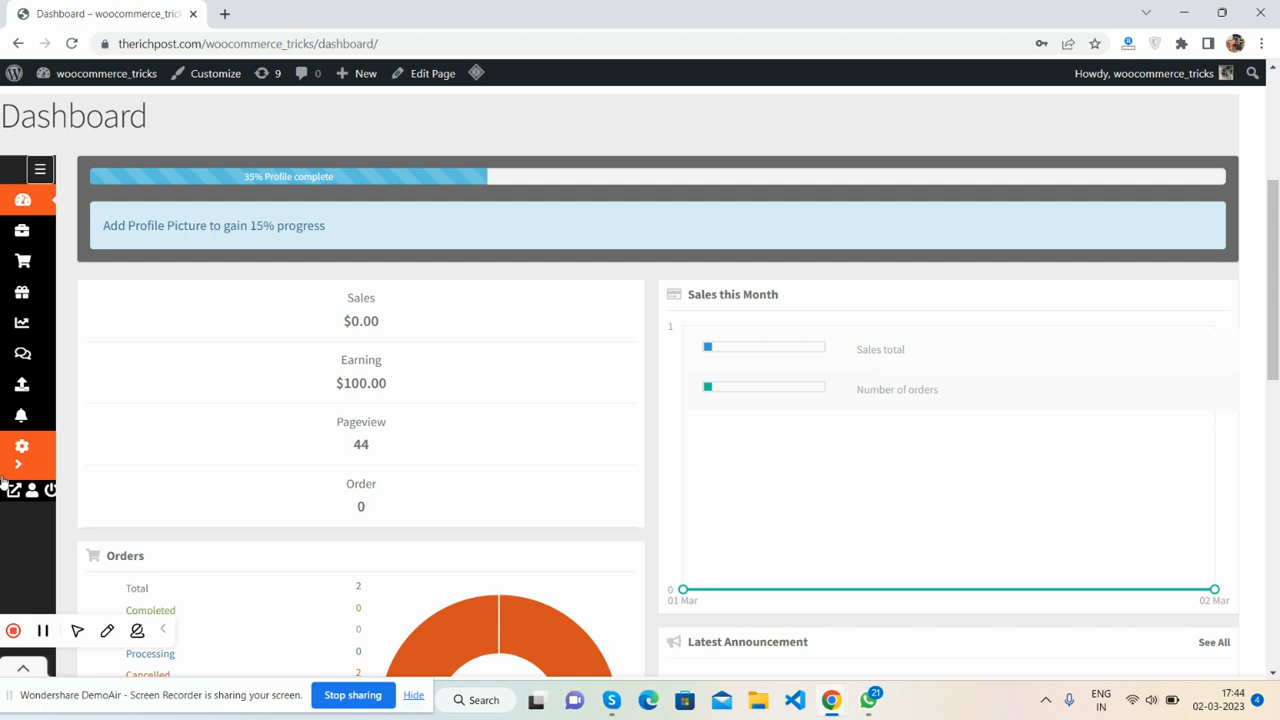 Dashboard – woocommerce_tric
therichpost.com/woocommerce_tricks/dashboard/
woocommerce_tricks
Customize
9
0
New
Edit Page
Howdy, woocommerce_tricks
Dashboard
35% Profile complete
Add Profile Picture to gain 15% progress
Sales
$0.00
Earning
$100.00
Pageview
44
Order
0
Sales this Month
1
Sales total
Number of orders
0
01 Mar
02 Mar
Orders
Total
2
Completed
0
0
Processing
0
Cancelled
2
Latest Announcement
See All
Wondershare DemoAir - Screen Recorder is sharing your screen.
Stop sharing
Hide
Search
21
ENG
IN
17:44
02-03-2023
4